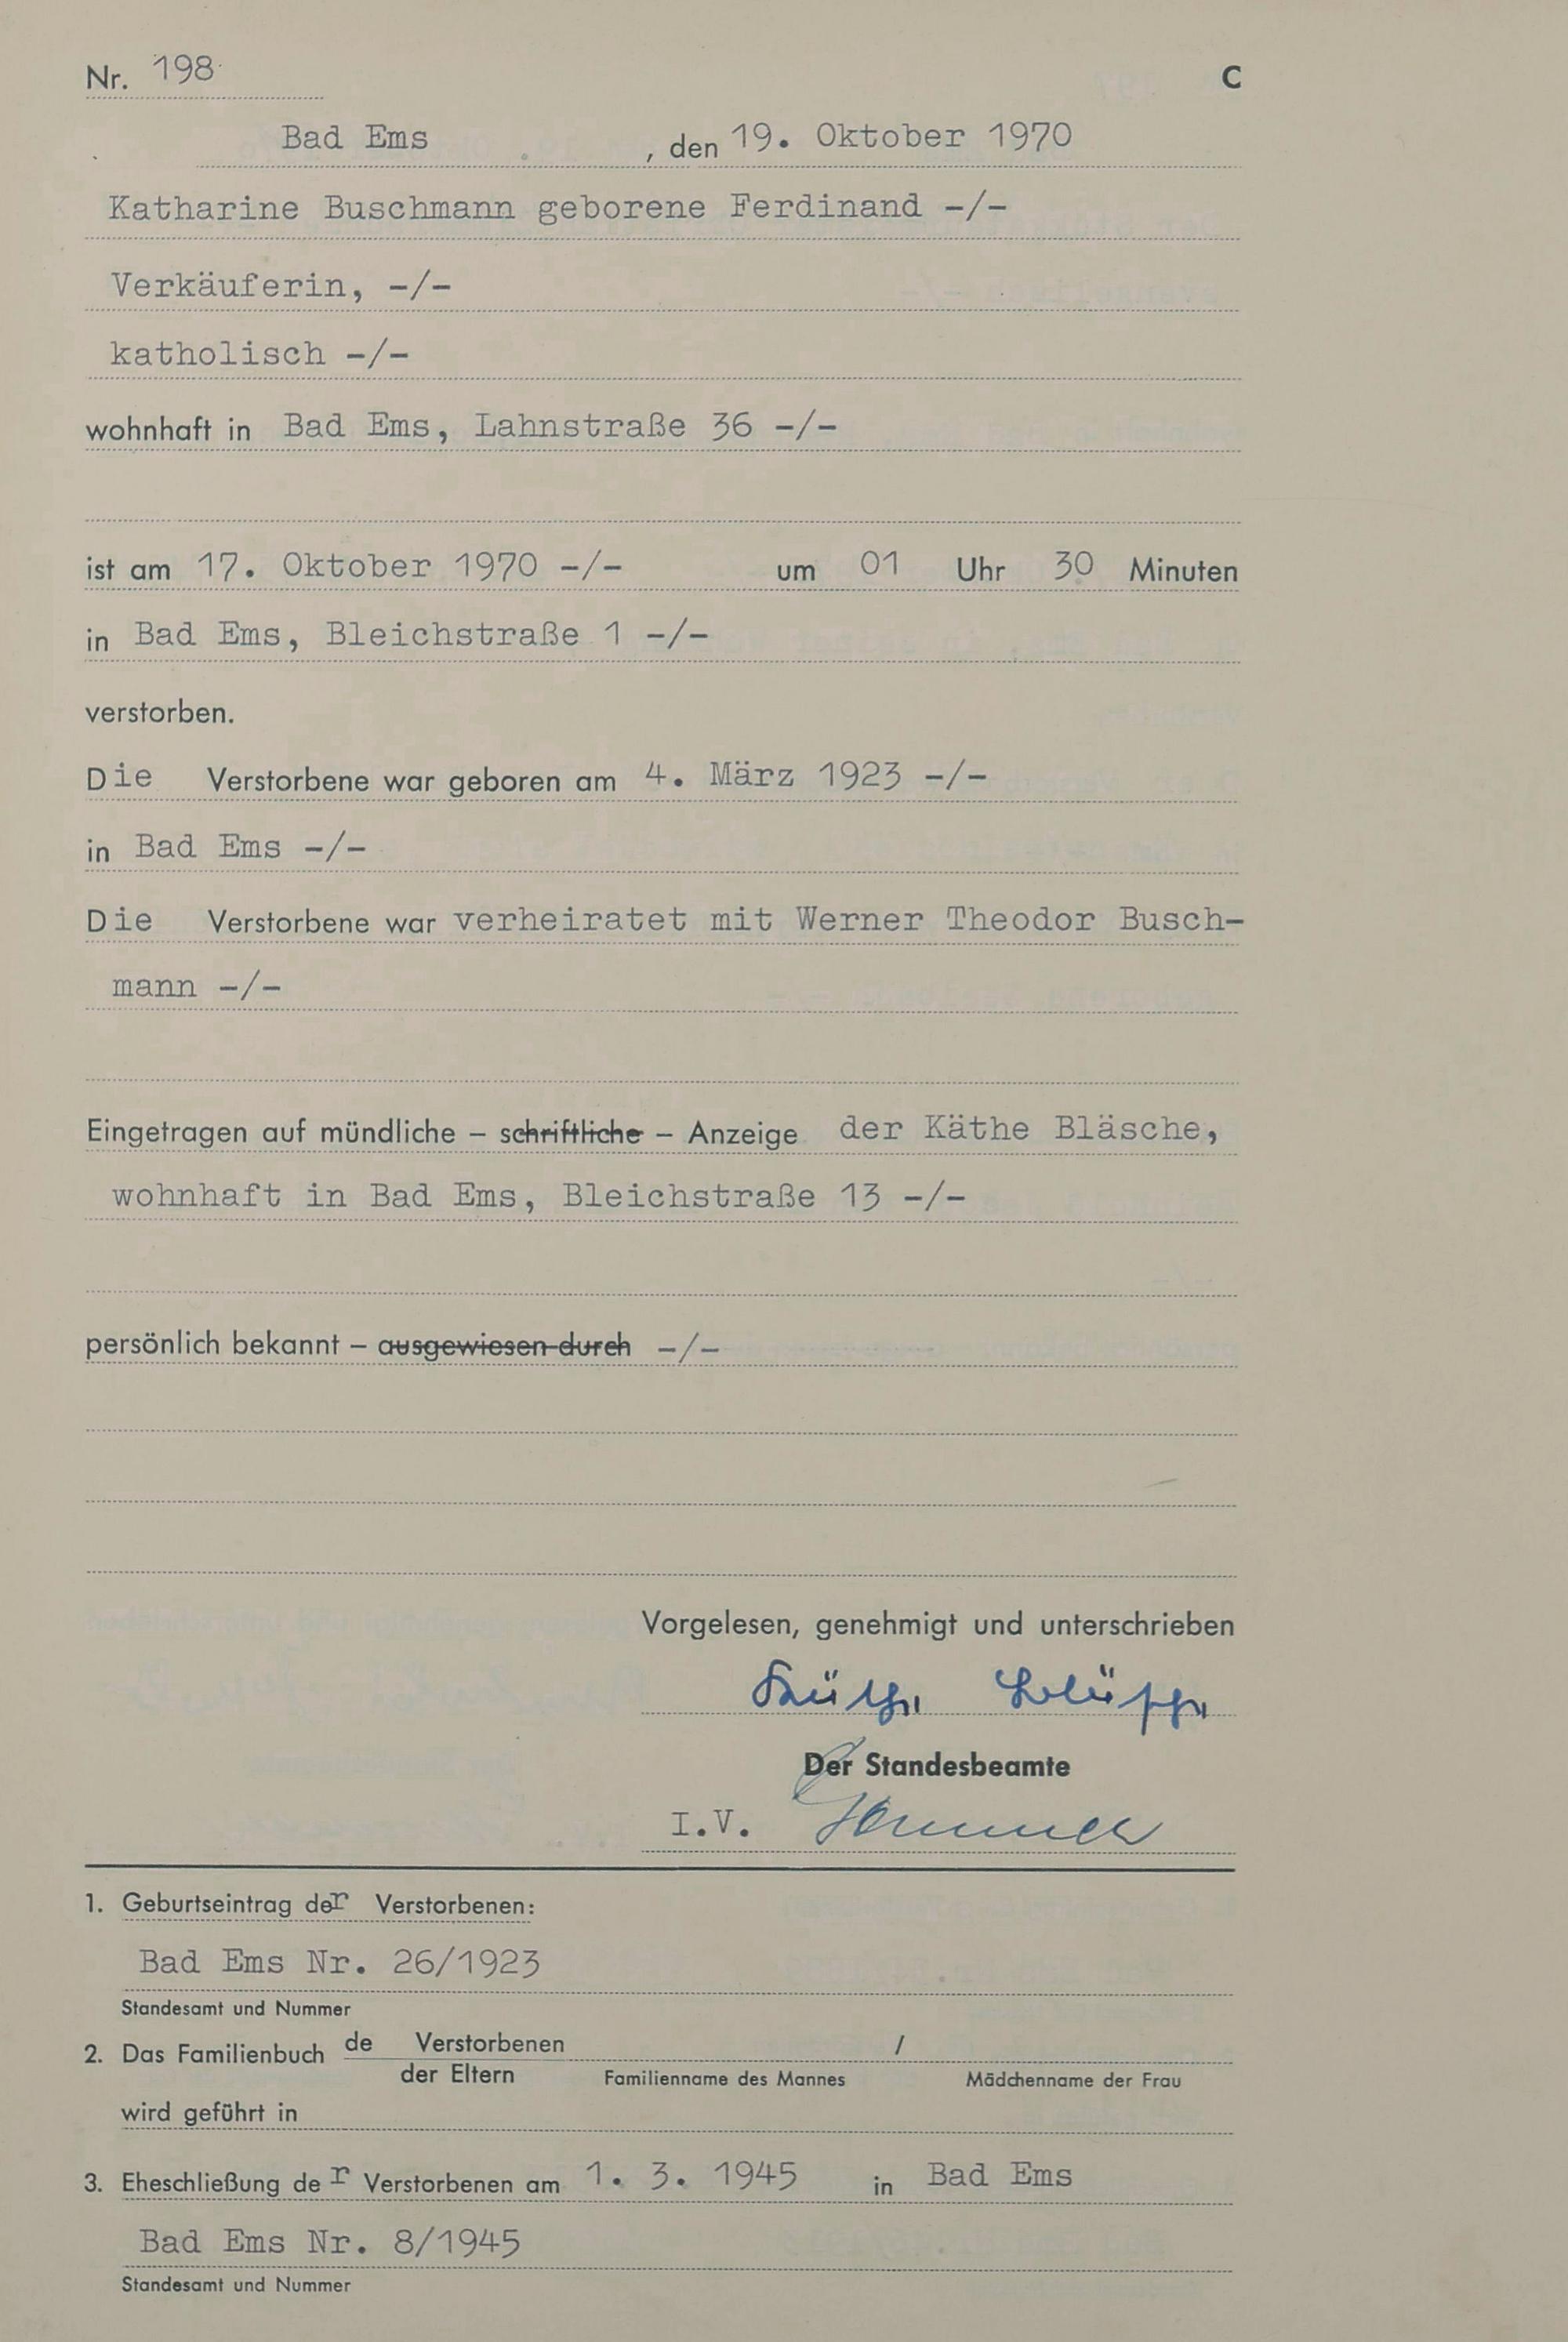 Nr. 198 C
Bad Ems , den 19. Oktober 1970
Katharine Buschmann geborene Ferdinand -/-
Verkäuferin, -/-
katholisch -/-
wohnhaft in Bad Ems, Lahnstraße 36 -/-
ist am 17. Oktober 1970 -/- um 01 Uhr 30 Minuten
in Bad Ems, Bleichstraße 1 -/-
verstorben.
Die Verstorbene war geboren am 4. März 1923 -/-
in Bad Ems -/-
Die Verstorbene war verheiratet mit Werner Theodor Busch-
mann -/-
Eingetragen auf mündliche – schriftliche – Anzeige der Käthe Bläsche,
wohnhaft in Bad Ems, Bleichstraße 13 -/-
persönlich bekannt – ausgewiesen durch -/-
Vorgelesen, genehmigt und unterschrieben
Käthe Bläsche
Der Standesbeamte
I.V.
1. Geburtseintrag der Verstorbenen:
Bad Ems Nr. 26/1923
Standesamt und Nummer
2. Das Familienbuch de Verstorbenen /
der Eltern Familienname des Mannes Mädchenname der Frau
wird geführt in
3. Eheschließung der Verstorbenen am 1. 3. 1945 in Bad Ems
Bad Ems Nr. 8/1945
Standesamt und Nummer